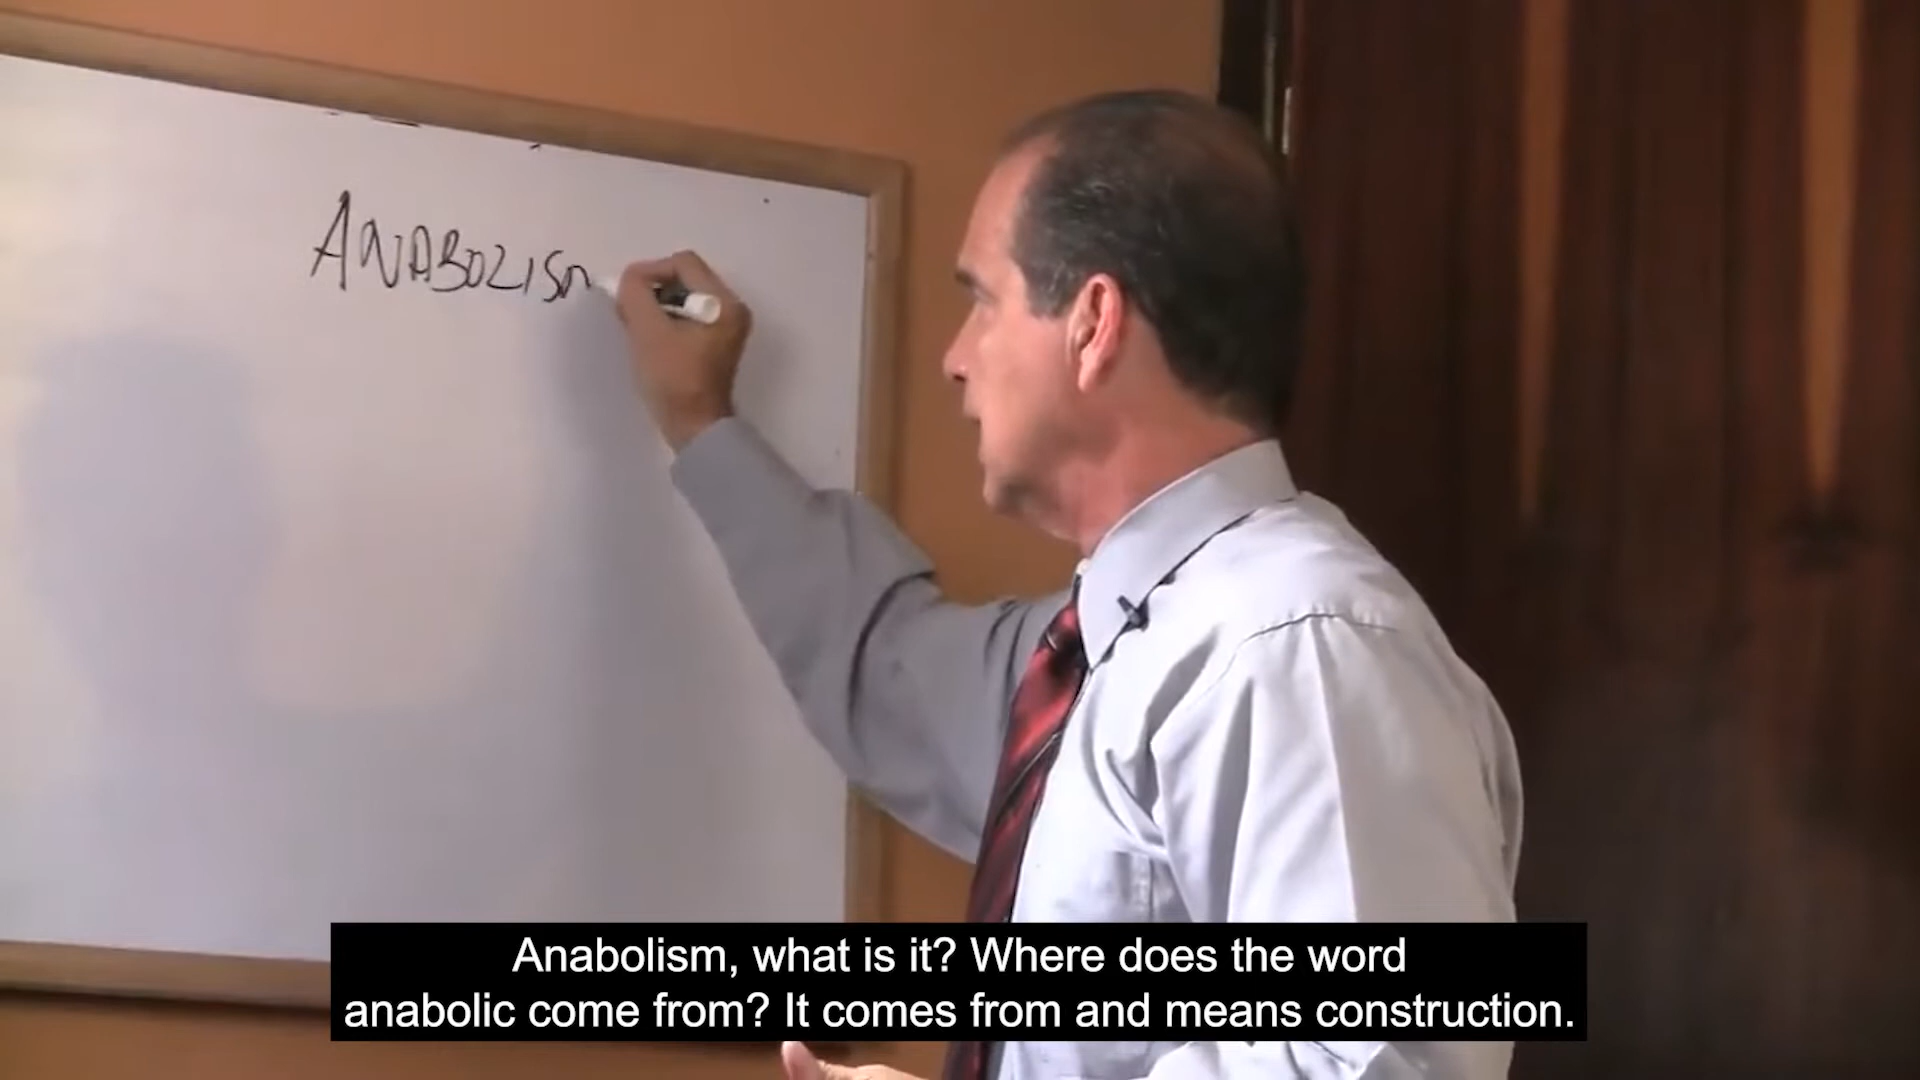 ANABOLISM
Anabolism, what is it? Where does the word
anabolic come from? It comes from and means construction.